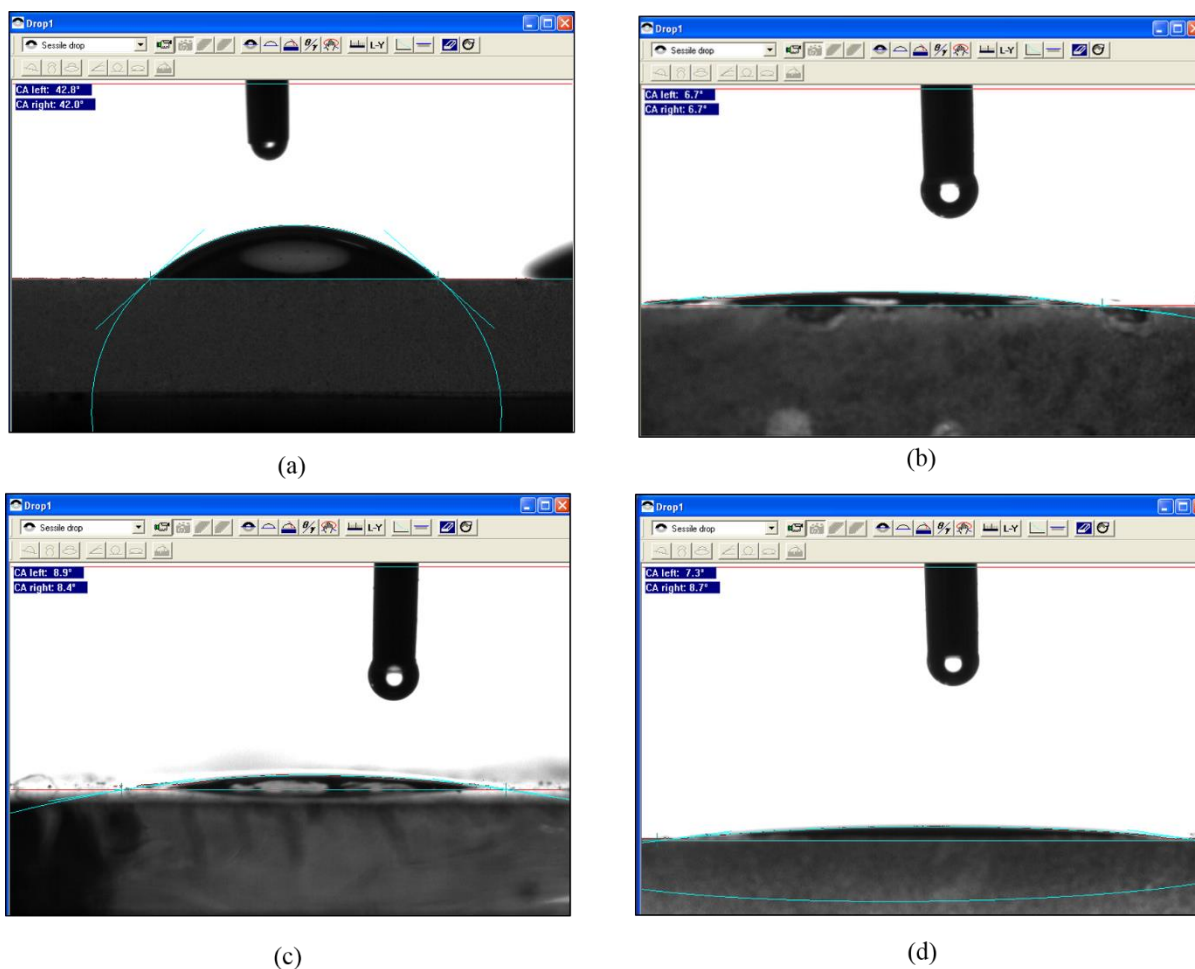 Drop1
Sessile drop
θ/γ
L-Y
CA left: 42.8°
CA right: 42.0°
(a)
Drop1
Sessile drop
θ/γ
L-Y
CA left: 6.7°
CA right: 6.7°
(b)
Drop1
Sessile drop
θ/γ
L-Y
CA left: 8.9°
CA right: 8.4°
(c)
Drop1
Sessile drop
θ/γ
L-Y
CA left: 7.3°
CA right: 8.7°
(d)